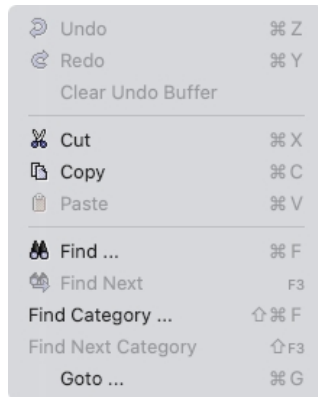 Undo ⌘ Z
Redo ⌘ Y
Clear Undo Buffer
Cut ⌘ X
Copy ⌘ C
Paste ⌘ V
Find ... ⌘ F
Find Next F3
Find Category ... ⇧⌘ F
Find Next Category ⇧F3
Goto ... ⌘ G